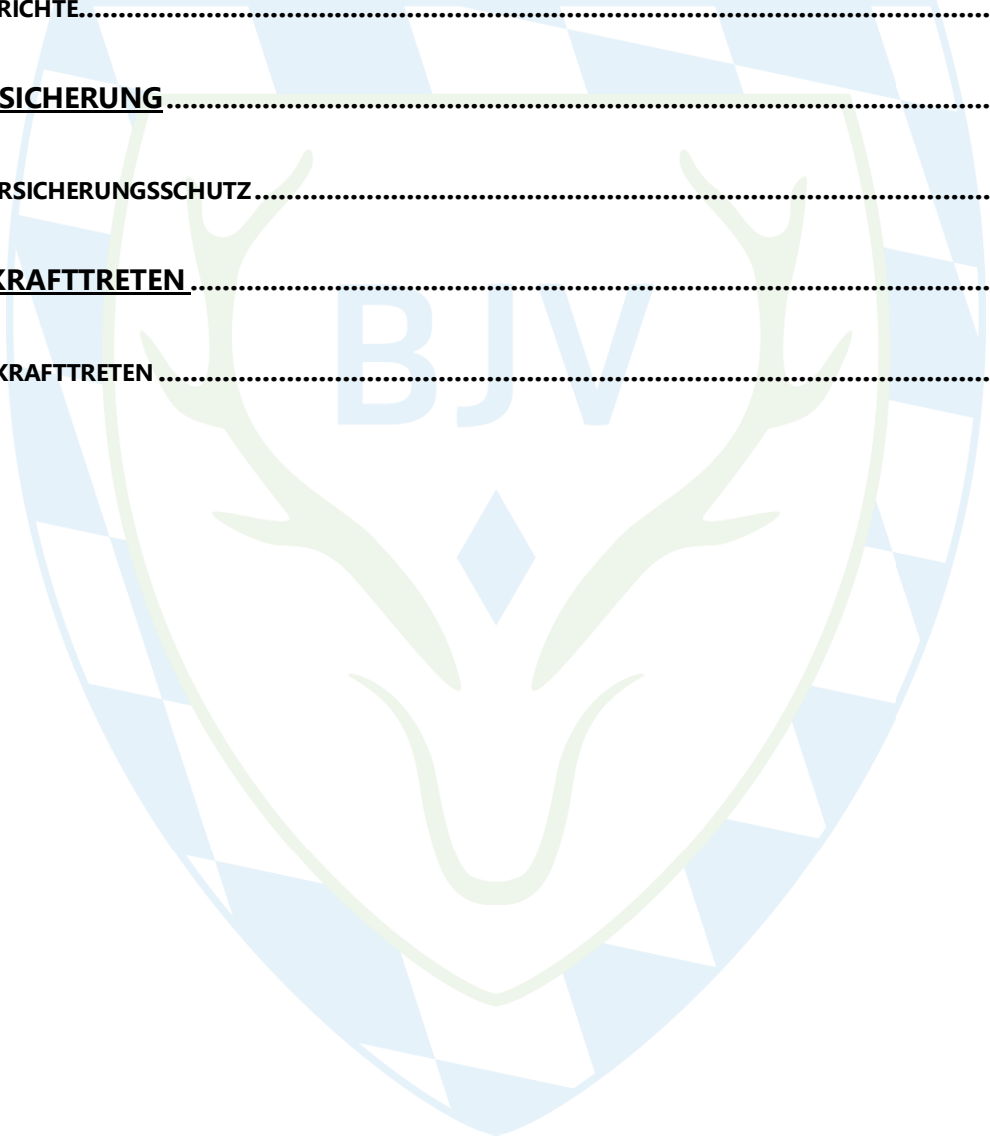 RICHTE........................................................................................................................
SICHERUNG.............................................................................................................
RSICHERUNGSSCHUTZ.................................................................................................
KRAFTTRETEN ..........................................................................................................
KRAFTTRETEN ..............................................................................................................
BJV